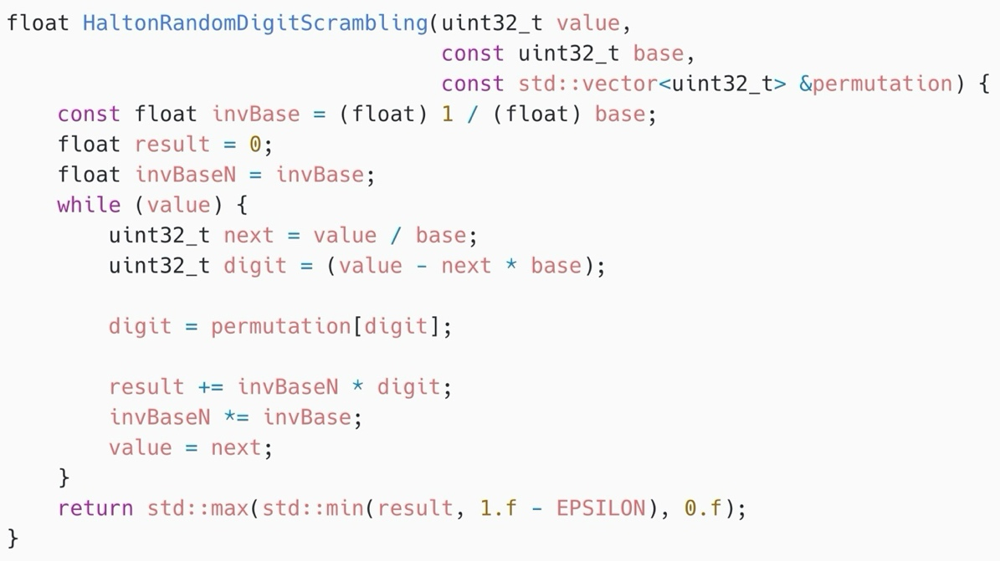 float HaltonRandomDigitScrambling(uint32_t value,
                                  const uint32_t base,
                                  const std::vector<uint32_t> &permutation) {
    const float invBase = (float) 1 / (float) base;
    float result = 0;
    float invBaseN = invBase;
    while (value) {
        uint32_t next = value / base;
        uint32_t digit = (value - next * base);

        digit = permutation[digit];

        result += invBaseN * digit;
        invBaseN *= invBase;
        value = next;
    }
    return std::max(std::min(result, 1.f - EPSILON), 0.f);
}